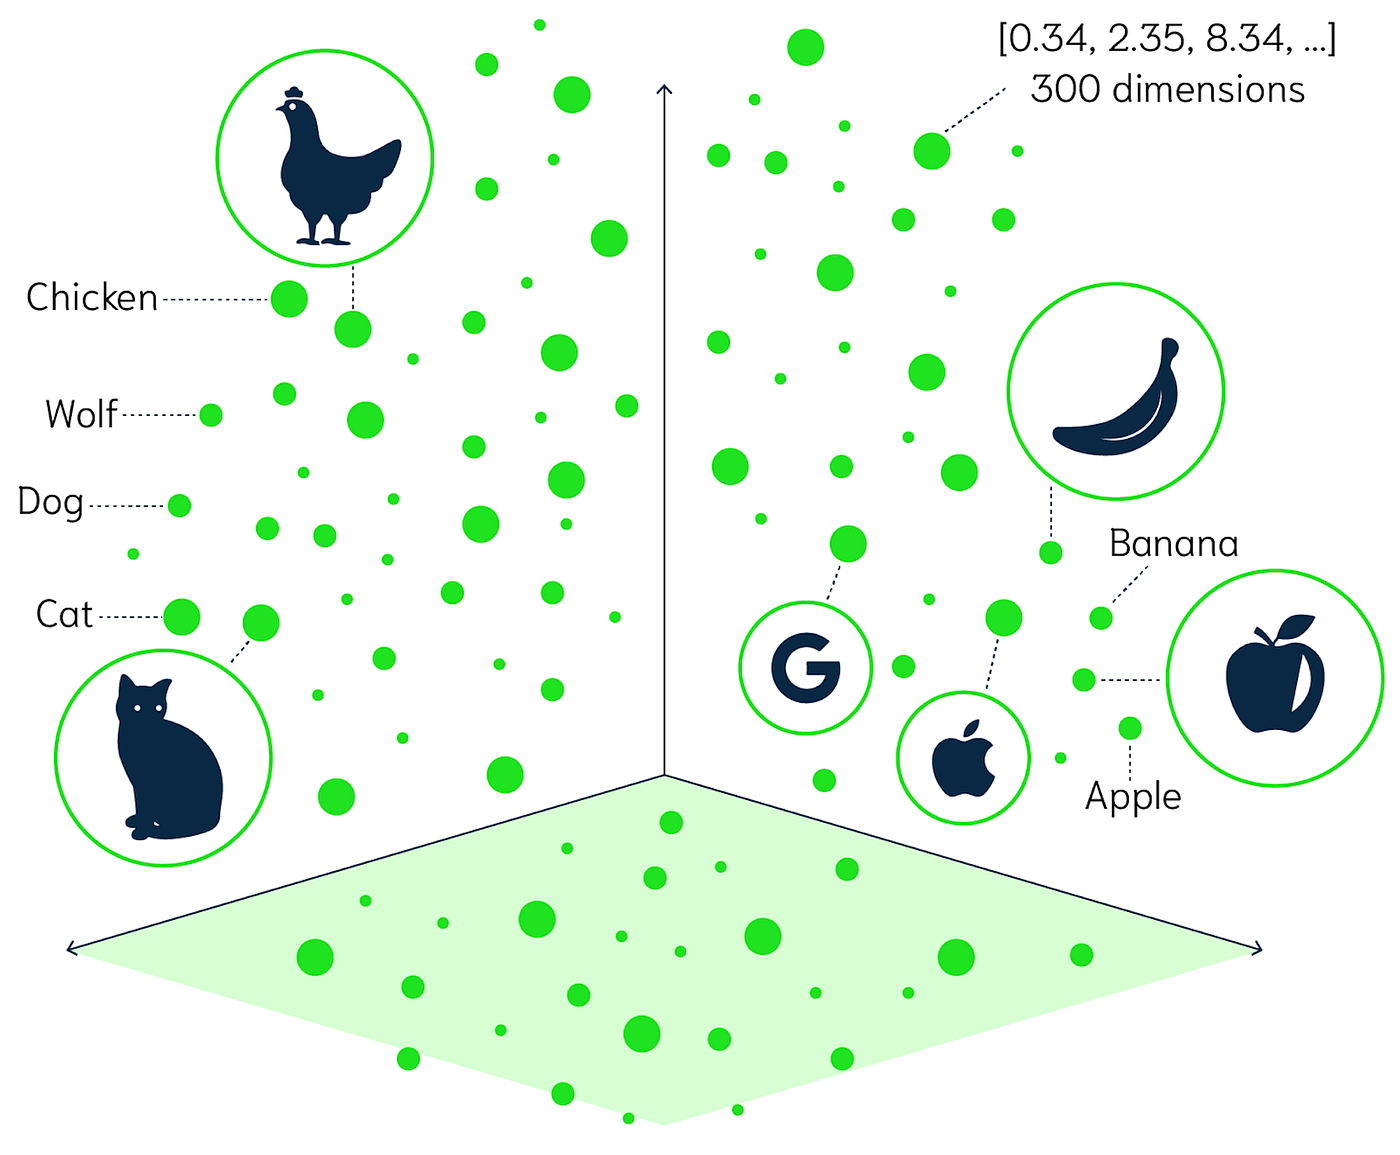 [0.34, 2.35, 8.34, ...]
300 dimensions
Chicken
Wolf
Dog
Cat
Banana
G
Apple